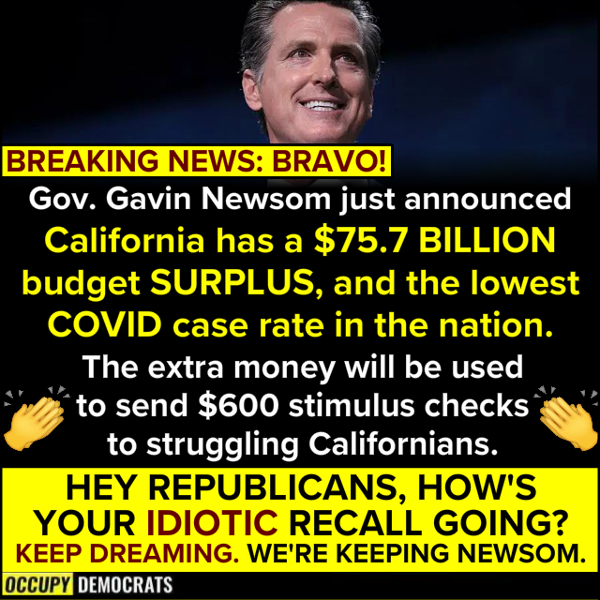 BREAKING NEWS: BRAVO!
Gov. Gavin Newsom just announced
California has a $75.7 BILLION
budget SURPLUS, and the lowest
COVID case rate in the nation.
The extra money will be used
to send $600 stimulus checks
to struggling Californians.
HEY REPUBLICANS, HOW'S
YOUR IDIOTIC RECALL GOING?
KEEP DREAMING. WE'RE KEEPING NEWSOM.
OCCUPY DEMOCRATS